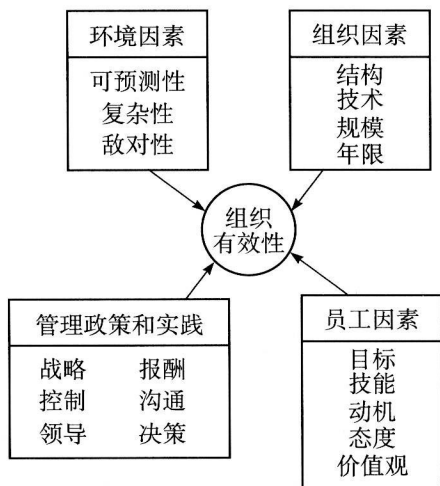 环境因素
可预测性
复杂性
敌对性
组织因素
结构
技术
规模
年限
组织
有效性
管理政策和实践
战略 报酬
控制 沟通
领导 决策
员工因素
目标
技能
动机
态度
价值观